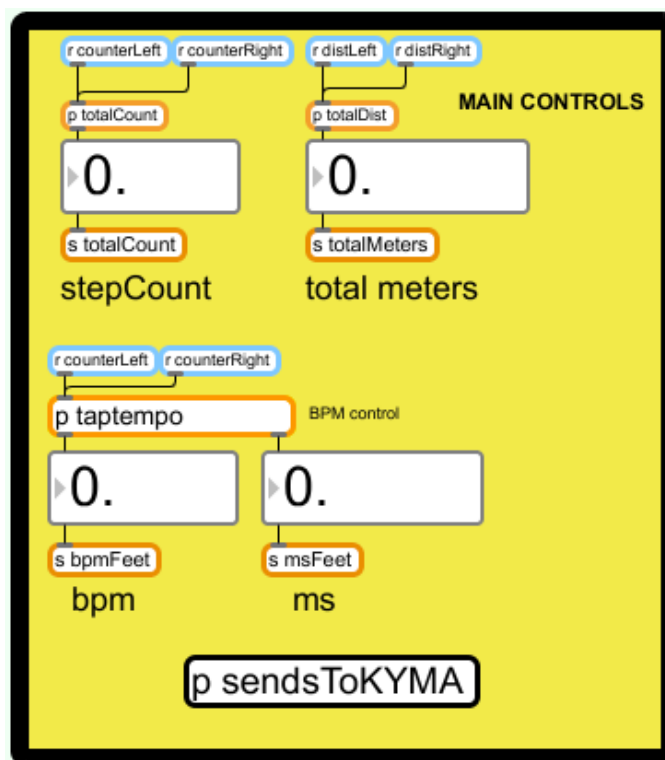 r counterLeft r counterRight r distLeft r distRight
MAIN CONTROLS
p totalCount p totalDist
0. 0.
s totalCount s totalMeters
stepCount total meters
r counterLeft r counterRight
p taptempo BPM control
0. 0.
s bpmFeet s msFeet
bpm ms
p sendsToKYMA